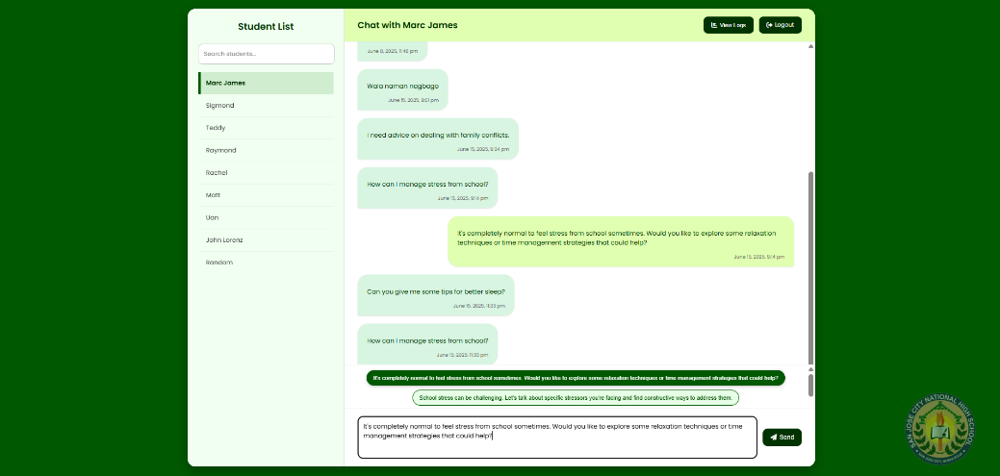 Student List
Search students...
Marc James
Sigmond
Teddy
Raymond
Rachel
Matt
Uan
John Lorenz
Random
Chat with Marc James
View Logs
Logout
June 8, 2025, 11:48 pm
Wala naman nagbago
June 15, 2025, 9:01 pm
I need advice on dealing with family conflicts.
June 15, 2025, 9:04 pm
How can I manage stress from school?
June 15, 2025, 9:14 pm
It's completely normal to feel stress from school sometimes. Would you like to explore some relaxation
techniques or time management strategies that could help?
June 15, 2025, 9:14 pm
Can you give me some tips for better sleep?
June 15, 2025, 11:33 pm
How can I manage stress from school?
June 15, 2025, 11:33 pm
It's completely normal to feel stress from school sometimes. Would you like to explore some relaxation techniques or time management strategies that could help?
School stress can be challenging. Let's talk about specific stressors you're facing and find constructive ways to address them.
It's completely normal to feel stress from school sometimes. Would you like to explore some relaxation techniques or time
management strategies that could help?
Send
SAN JOSE CITY NATIONAL HIGH SCHOOL